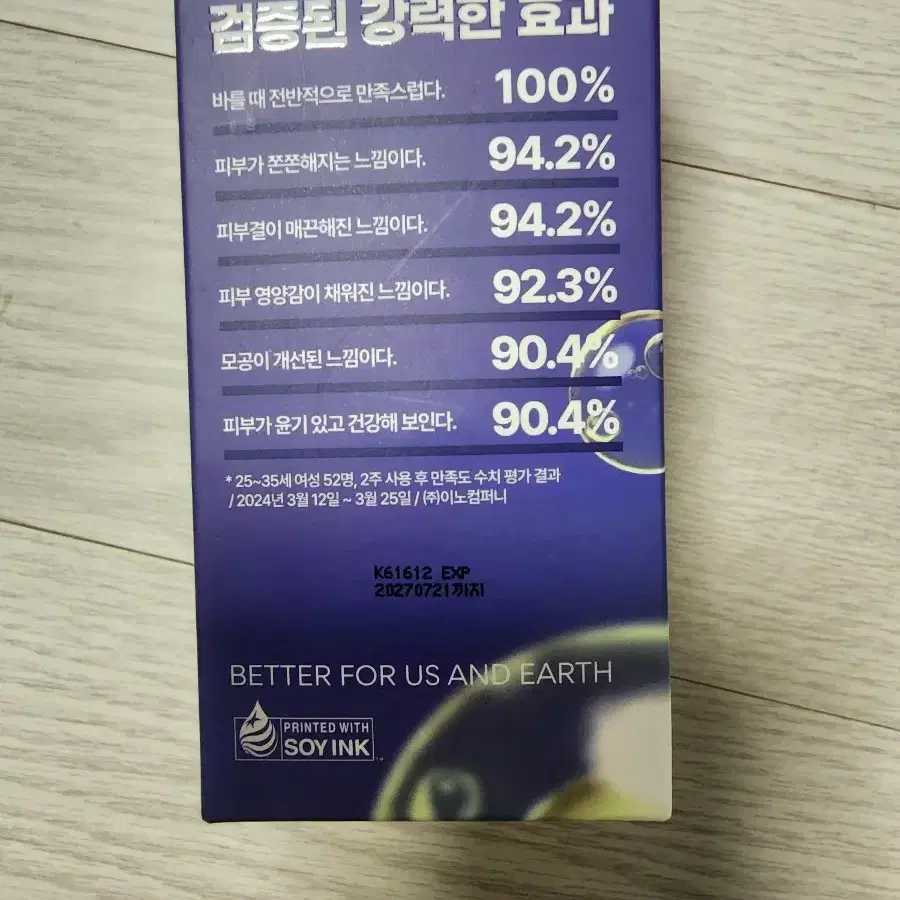 검증된 강력한 효과
바를 때 전반적으로 만족스럽다. 100%
피부가 쫀쫀해지는 느낌이다. 94.2%
피부결이 매끈해진 느낌이다. 94.2%
피부 영양감이 채워진 느낌이다. 92.3%
모공이 개선된 느낌이다. 90.4%
피부가 윤기 있고 건강해 보인다. 90.4%
* 25~35세 여성 52명, 2주 사용 후 만족도 수치 평가 결과
/ 2024년 3월 12일 ~ 3월 25일 / (주)이노컴퍼니
K61612 EXP
20270721까지
BETTER FOR US AND EARTH
PRINTED WITH
SOY INK